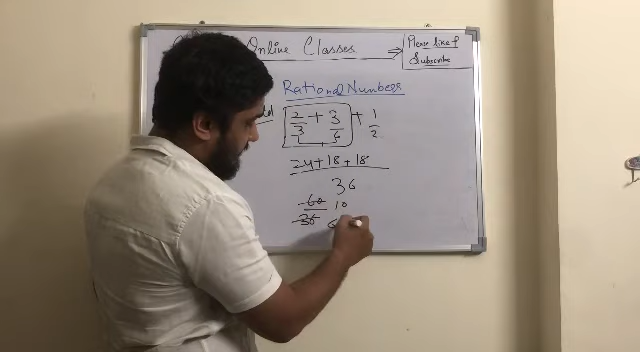 Online Classes
Please like &
Subscribe
Rational Numbers
2/3 + 3/6 + 1/2
24+18+18
36
60 10
36 6